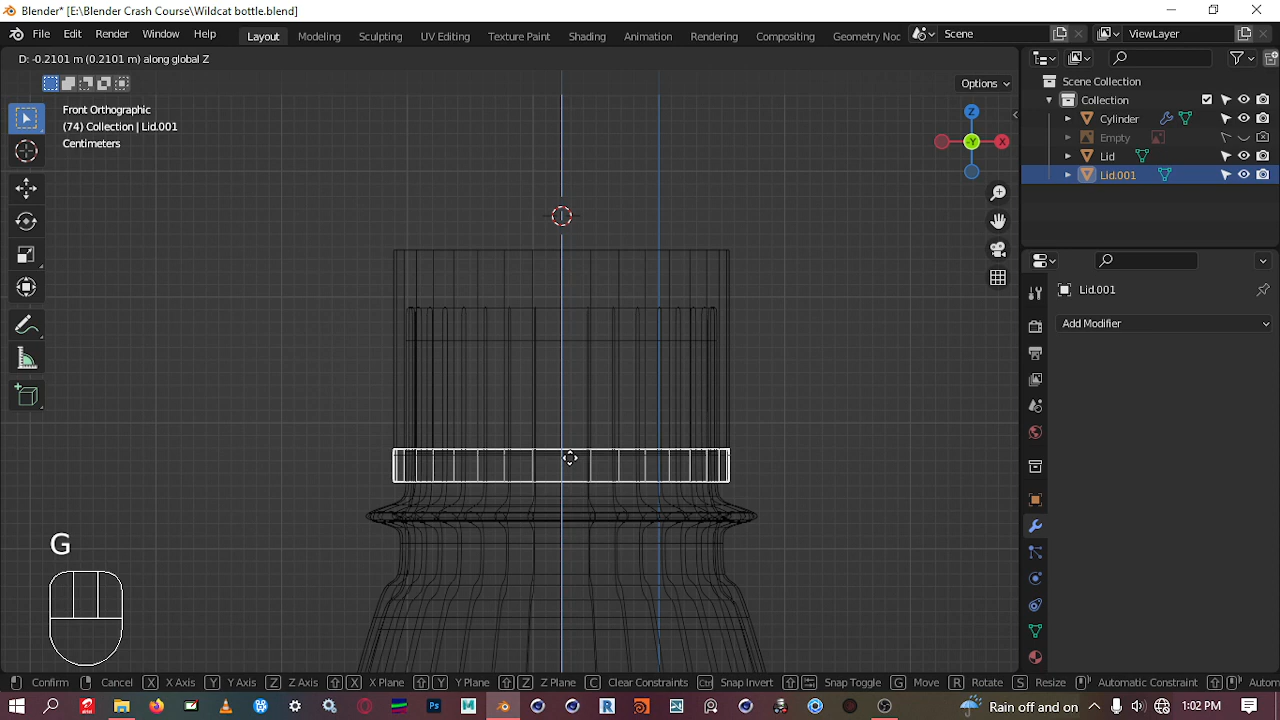 Blender* [E:\Blender Crash Course\Wildcat bottle.blend]
File Edit Render Window Help Layout Modeling Sculpting UV Editing Texture Paint Shading Animation Rendering Compositing Geometry Noc Scene ViewLayer
D: -0.2101 m (0.2101 m) along global Z
Options
Front Orthographic
(74) Collection | Lid.001
Centimeters
Z
-Y
X
Scene Collection
Collection
Cylinder
Empty
Lid
Lid.001
Lid.001
Add Modifier
G
Confirm Cancel X X Axis Y Y Axis Z Z Axis X X Plane Y Y Plane Z Z Plane C Clear Constraints Ctrl Snap Invert Snap Toggle G Move R Rotate S Resize Automatic Constraint Autom
Ps
M
R
Rain off and on
1:02 PM